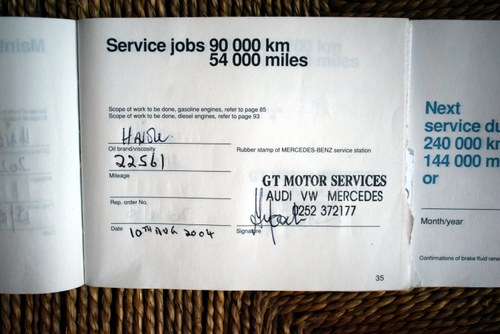 Service jobs 90 000 km
54 000 miles
Scope of work to be done, gasoline engines, refer to page 85
Scope of work to be done, diesel engines, refer to page 93
Oil brand/viscosity
Rubber stamp of MERCEDES-BENZ service station
22561
Mileage
GT MOTOR SERVICES
AUDI VW MERCEDES
0252 372177
Rep. order No.
Date 10TH AUG 2004
Signature
35
Next
service du
240 000 k
144 000 m
or
Month/year
Confirmations of brake fluid renew